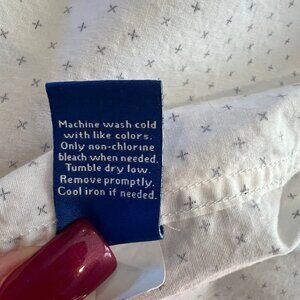 Machine wash cold
with like colors.
Only non-chlorine
bleach when needed.
Tumble dry low.
Remove promptly.
Cool iron if needed.